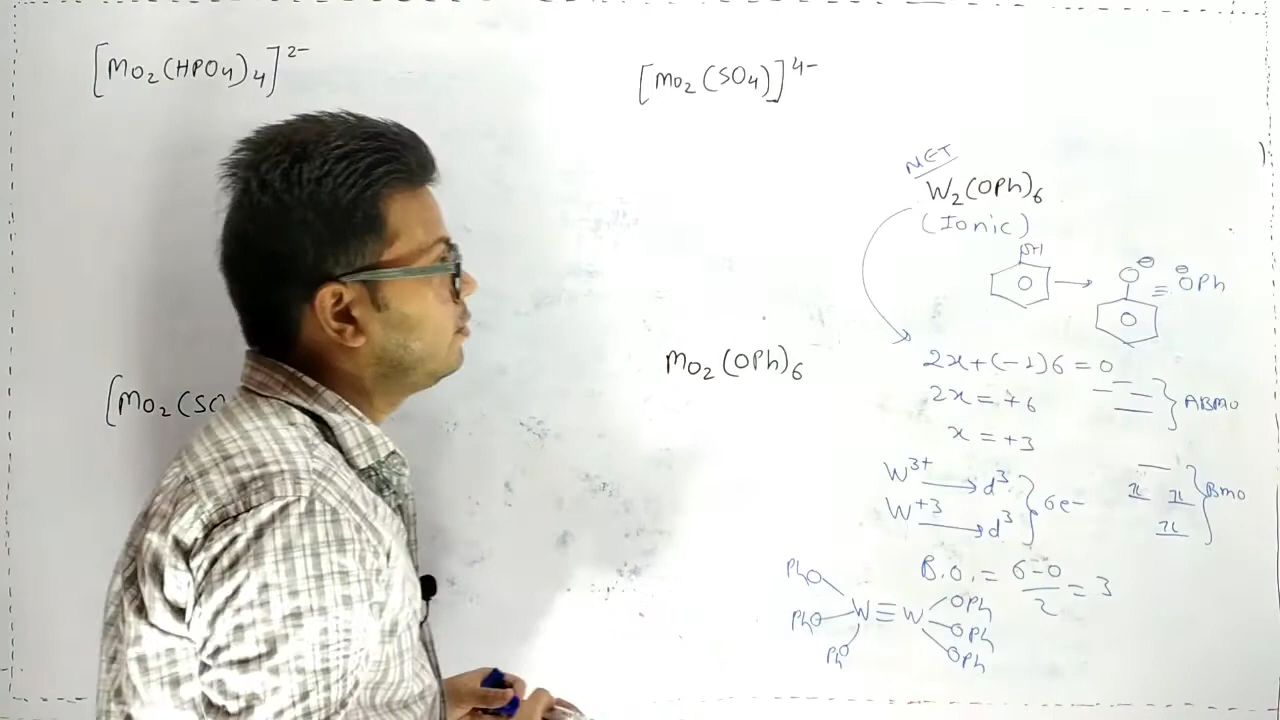 [Mo₂(HPO₄)₄]²⁻
[Mo₂(SO₄)]⁴⁻
NET
W₂(OPh)₆
(Ionic)
OH
O⊖ ≡ ⊖OPh
[Mo₂(SO
Mo₂(OPh)₆
2x+(-1)6=0
2x=+6
x=+3
ABMO
W³⁺ → d³
W⁺³ → d³
6e-
BMO
B.O. = 6-0/2 = 3
PhO
PhO
PhO
W≡W
OPh
OPh
OPh